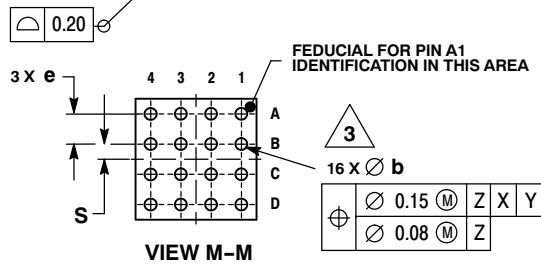 0.20
FEDUCIAL FOR PIN A1
IDENTIFICATION IN THIS AREA
3 X e
4 3 2 1
A
B
C
D
S
3
16 X ∅ b
∅ 0.15 Ⓜ Z X Y
∅ 0.08 Ⓜ Z
VIEW M–M